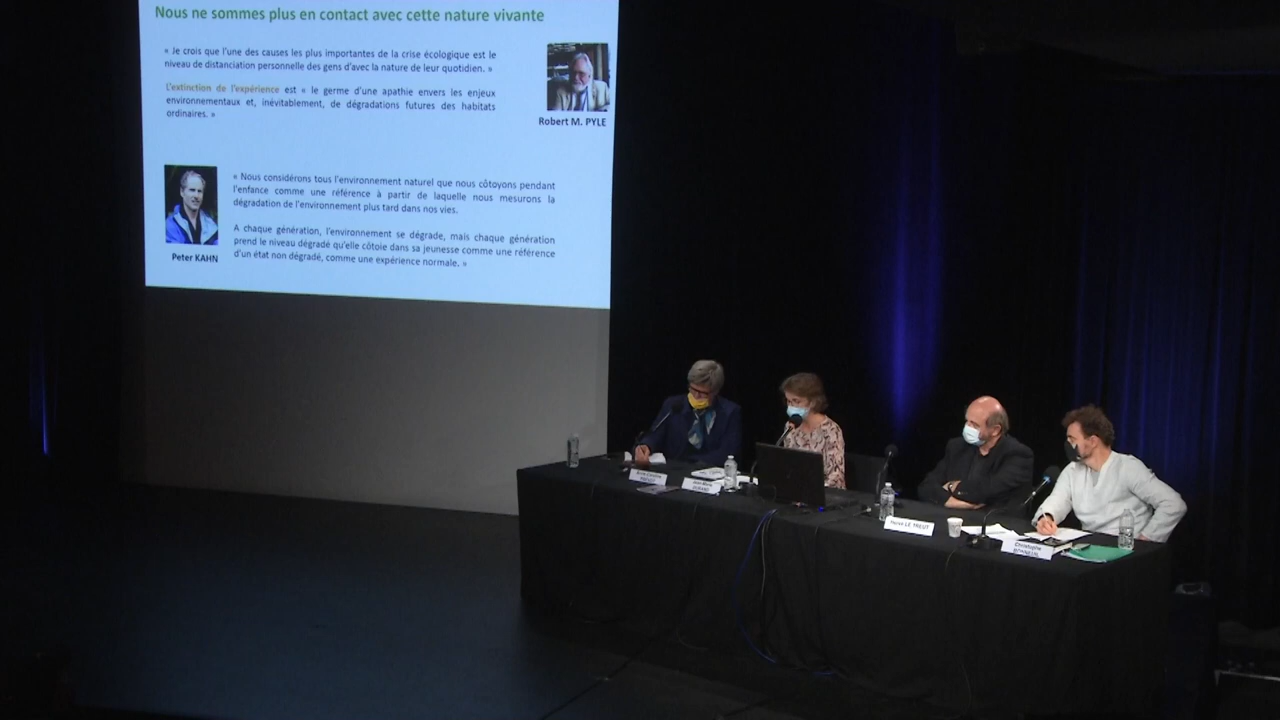 Nous ne sommes plus en contact avec cette nature vivante
« Je crois que l'une des causes les plus importantes de la crise écologique est le
niveau de distanciation personnelle des gens d'avec la nature de leur quotidien. »
L'extinction de l'expérience est « le germe d'une apathie envers les enjeux
environnementaux et, inévitablement, de dégradations futures des habitats
ordinaires. »
Robert M. PYLE
« Nous considérons tous l'environnement naturel que nous côtoyons pendant
l'enfance comme une référence à partir de laquelle nous mesurons la
dégradation de l'environnement plus tard dans nos vies.
A chaque génération, l'environnement se dégrade, mais chaque génération
prend le niveau dégradé qu'elle côtoie dans sa jeunesse comme une référence
d'un état non dégradé, comme une expérience normale. »
Peter KAHN
Hervé LE TREUT
Christophe
BONNEUIL